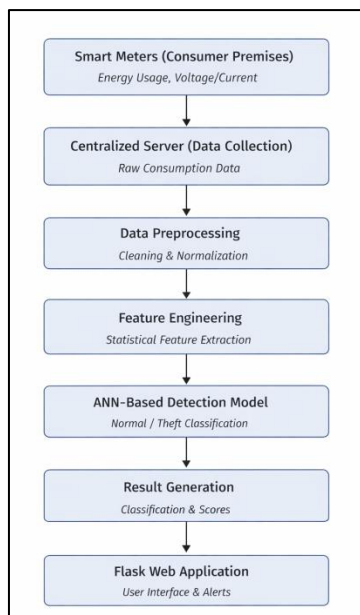 Smart Meters (Consumer Premises)
Energy Usage, Voltage/Current
Centralized Server (Data Collection)
Raw Consumption Data
Data Preprocessing
Cleaning & Normalization
Feature Engineering
Statistical Feature Extraction
ANN-Based Detection Model
Normal / Theft Classification
Result Generation
Classification & Scores
Flask Web Application
User Interface & Alerts